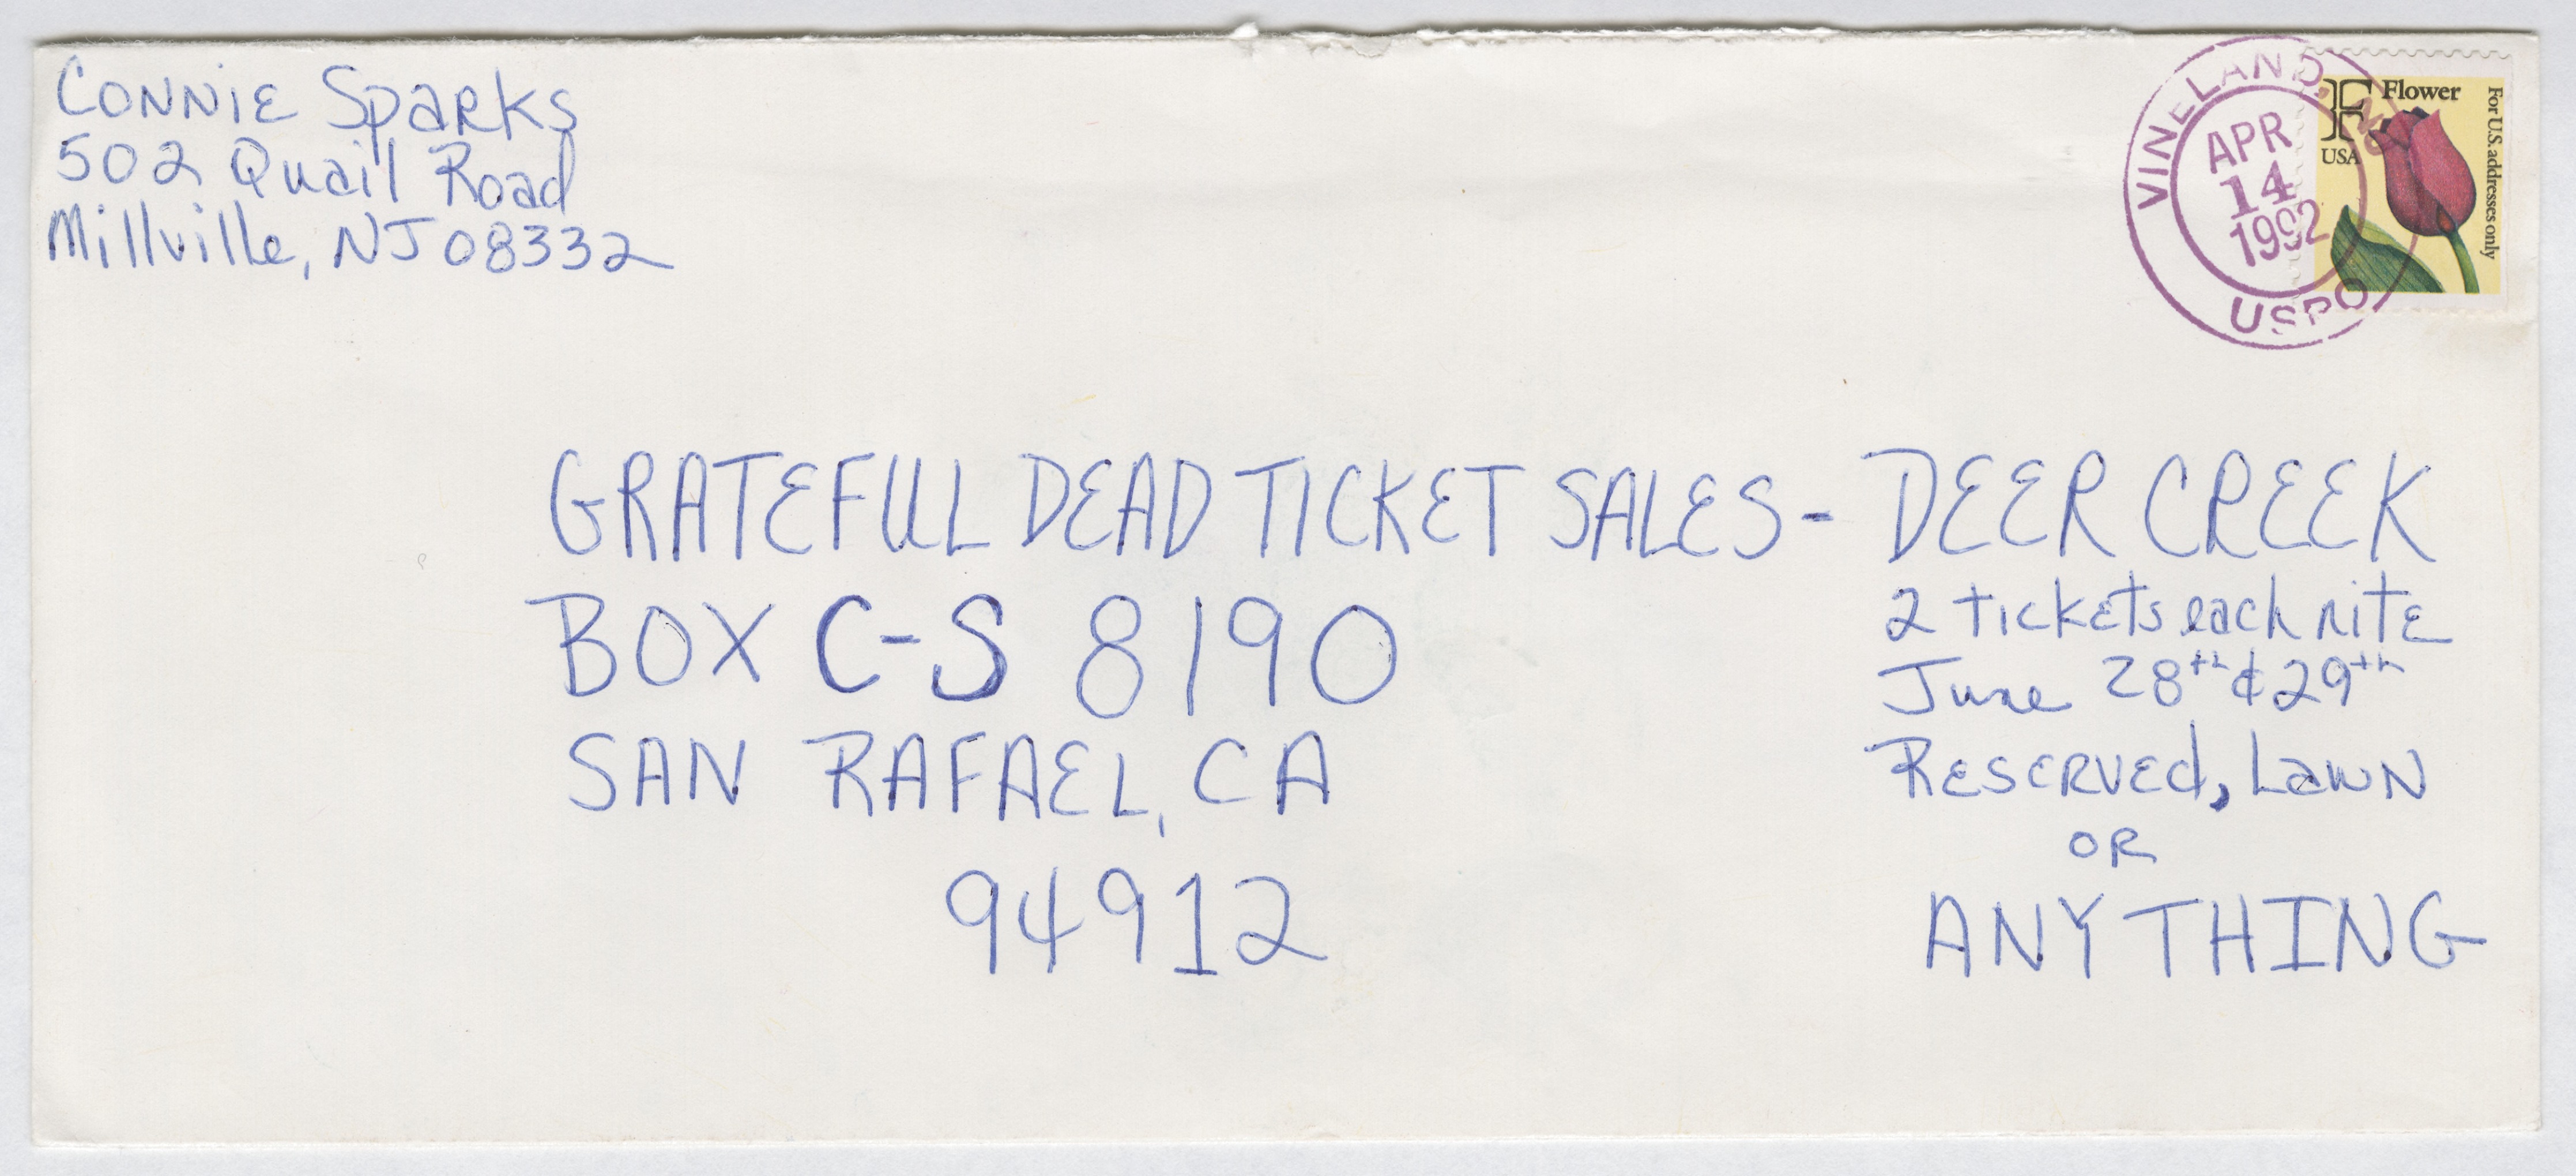 CONNIE SPARKS
502 Quail Road
Millville, NJ 08332
VINELAND, NJ
APR
14
1992
USPO
F Flower
USA
For U.S. addresses only
GRATEFUL DEAD TICKET SALES - DEER CREEK
BOX C-S 8190
SAN RAFAEL, CA
94912
2 tickets each nite
June 28th & 29th
Reserved, Lawn
OR
ANYTHING